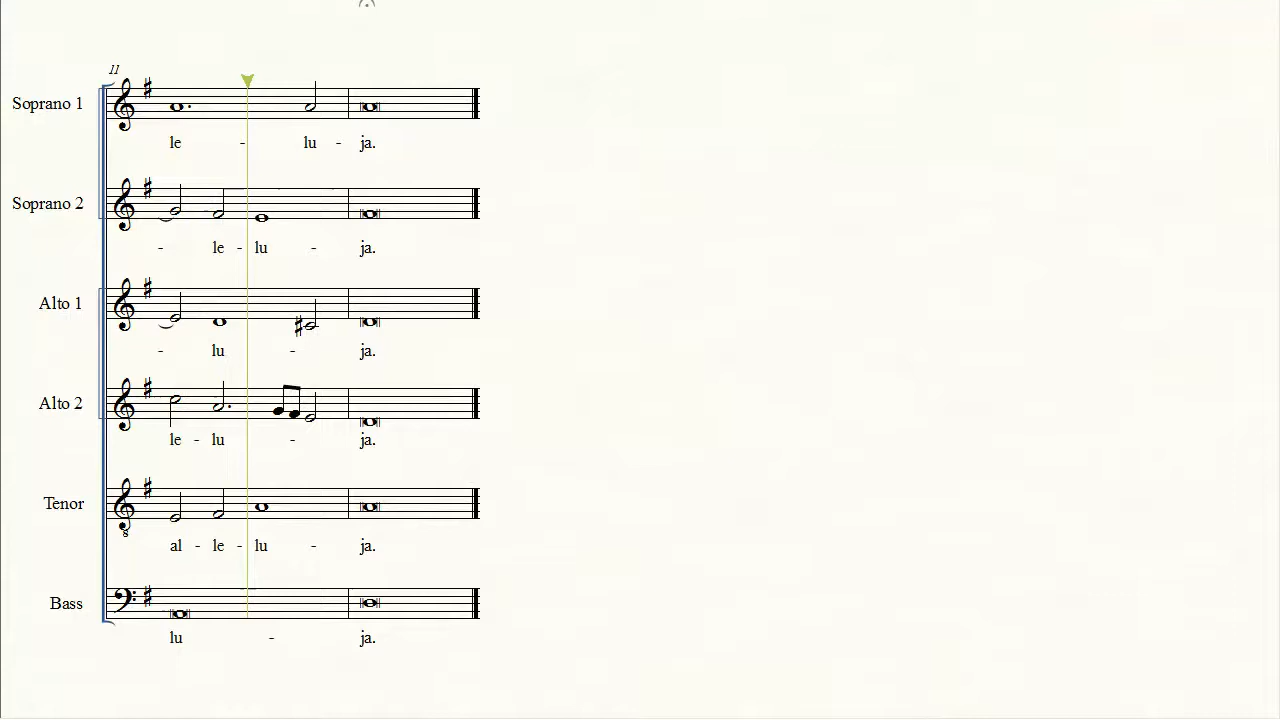 11
Soprano 1
le - lu - ja.
Soprano 2
- le - lu - ja.
Alto 1
- lu - ja.
Alto 2
le - lu - ja.
Tenor
8
al - le - lu - ja.
Bass
lu - ja.